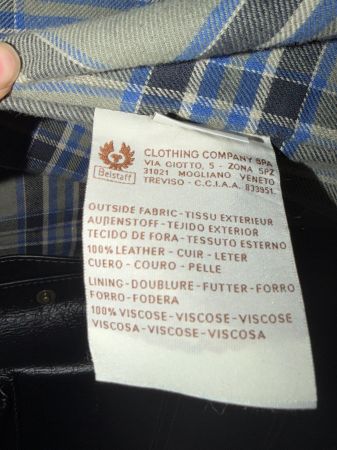 Belstaff
CLOTHING COMPANY SPA
VIA GIOTTO, 5 - ZONA SPZ
31021 MOGLIANO VENETO
TREVISO - C.C.I.A.A. 833951
OUTSIDE FABRIC-TISSU EXTERIEUR
AUßENSTOFF-TEJIDO EXTERIOR
TECIDO DE FORA-TESSUTO ESTERNO
100% LEATHER - CUIR - LETER
CUERO - COURO - PELLE
LINING-DOUBLURE-FUTTER-FORRO
FORRO-FODERA
100% VISCOSE-VISCOSE-VISCOSE
VISCOSA-VISCOSE-VISCOSA